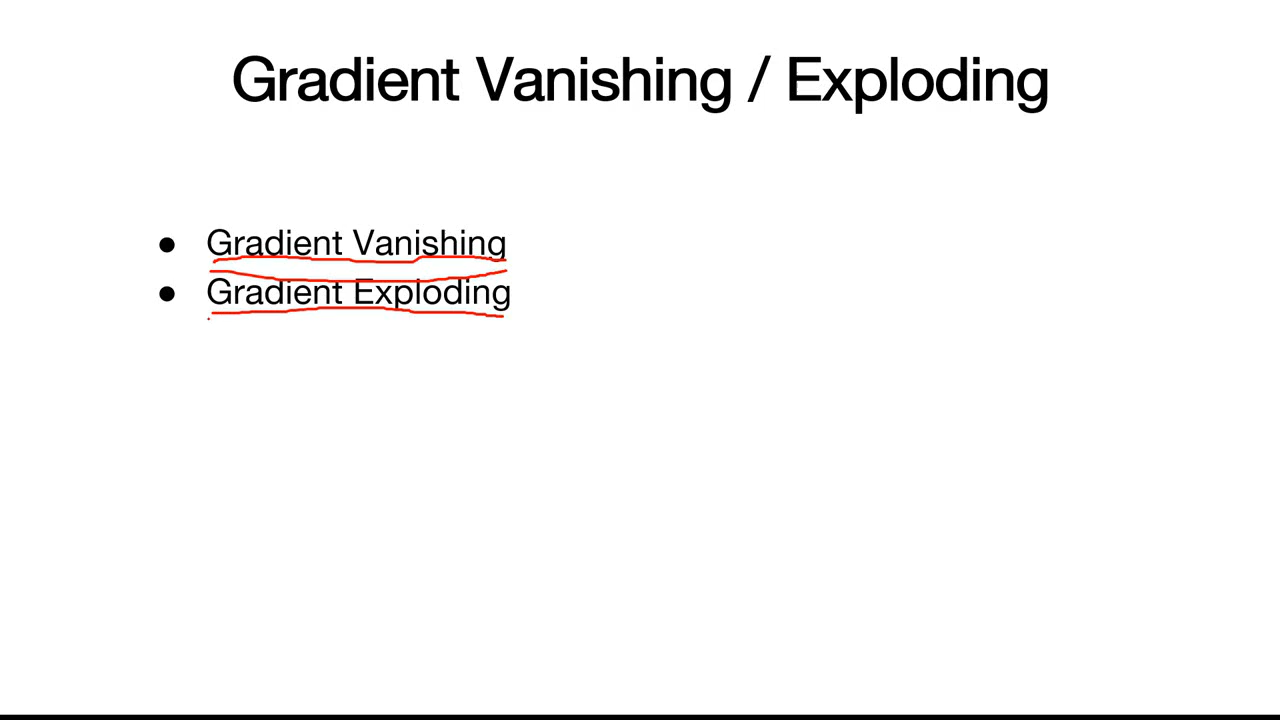 Gradient Vanishing / Exploding
● Gradient Vanishing
● Gradient Exploding